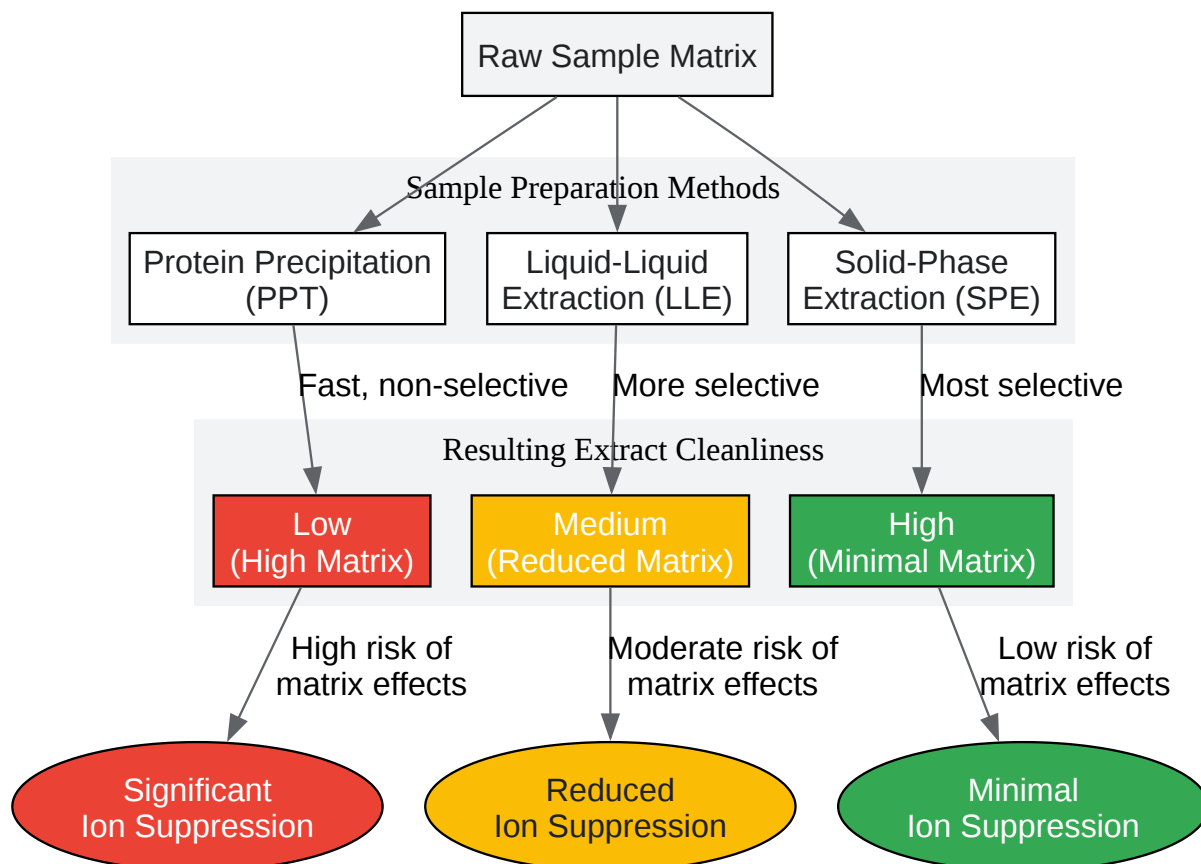 Raw Sample Matrix
Sample Preparation Methods
Protein Precipitation
(PPT)
Liquid-Liquid
Extraction (LLE)
Solid-Phase
Extraction (SPE)
Fast, non-selective
More selective
Most selective
Resulting Extract Cleanliness
Low
(High Matrix)
Medium
(Reduced Matrix)
High
(Minimal Matrix)
High risk of
matrix effects
Moderate risk of
matrix effects
Low risk of
matrix effects
Significant
Ion Suppression
Reduced
Ion Suppression
Minimal
Ion Suppression